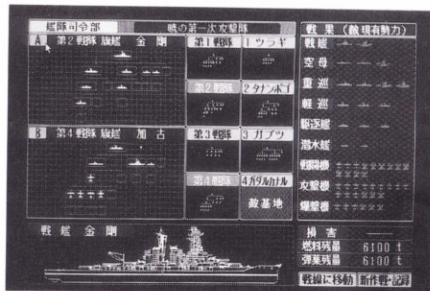 艦隊司令部
暁の第一次攻撃隊
A 第2戦隊 旗艦 金剛
B 第4戦隊 旗艦 加古
第1戦隊
第2戦隊
第3戦隊
第4戦隊
1 ツラギ
2 タナンボゴ
3 ガブツ
4 ガダルカナル
敵基地
戦果 (敵現有勢力)
戦艦
空母
重巡
軽巡
駆逐艦
潜水艦
戦闘機
攻撃機
爆撃機
戦艦 金剛
損害
燃料残量 6100 t
弾薬残量 6100 t
戦線に移動
新作戦・記録